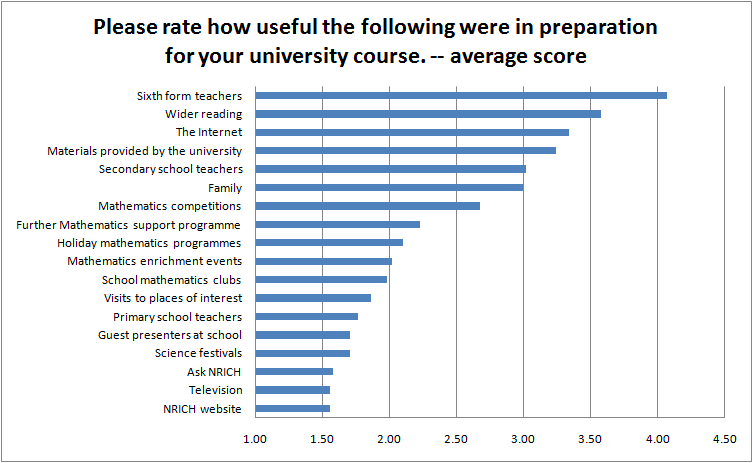 Please rate how useful the following were in preparation
for your university course. -- average score
Sixth form teachers
Wider reading
The Internet
Materials provided by the university
Secondary school teachers
Family
Mathematics competitions
Further Mathematics support programme
Holiday mathematics programmes
Mathematics enrichment events
School mathematics clubs
Visits to places of interest
Primary school teachers
Guest presenters at school
Science festivals
Ask NRICH
Television
NRICH website
1.00 1.50 2.00 2.50 3.00 3.50 4.00 4.50